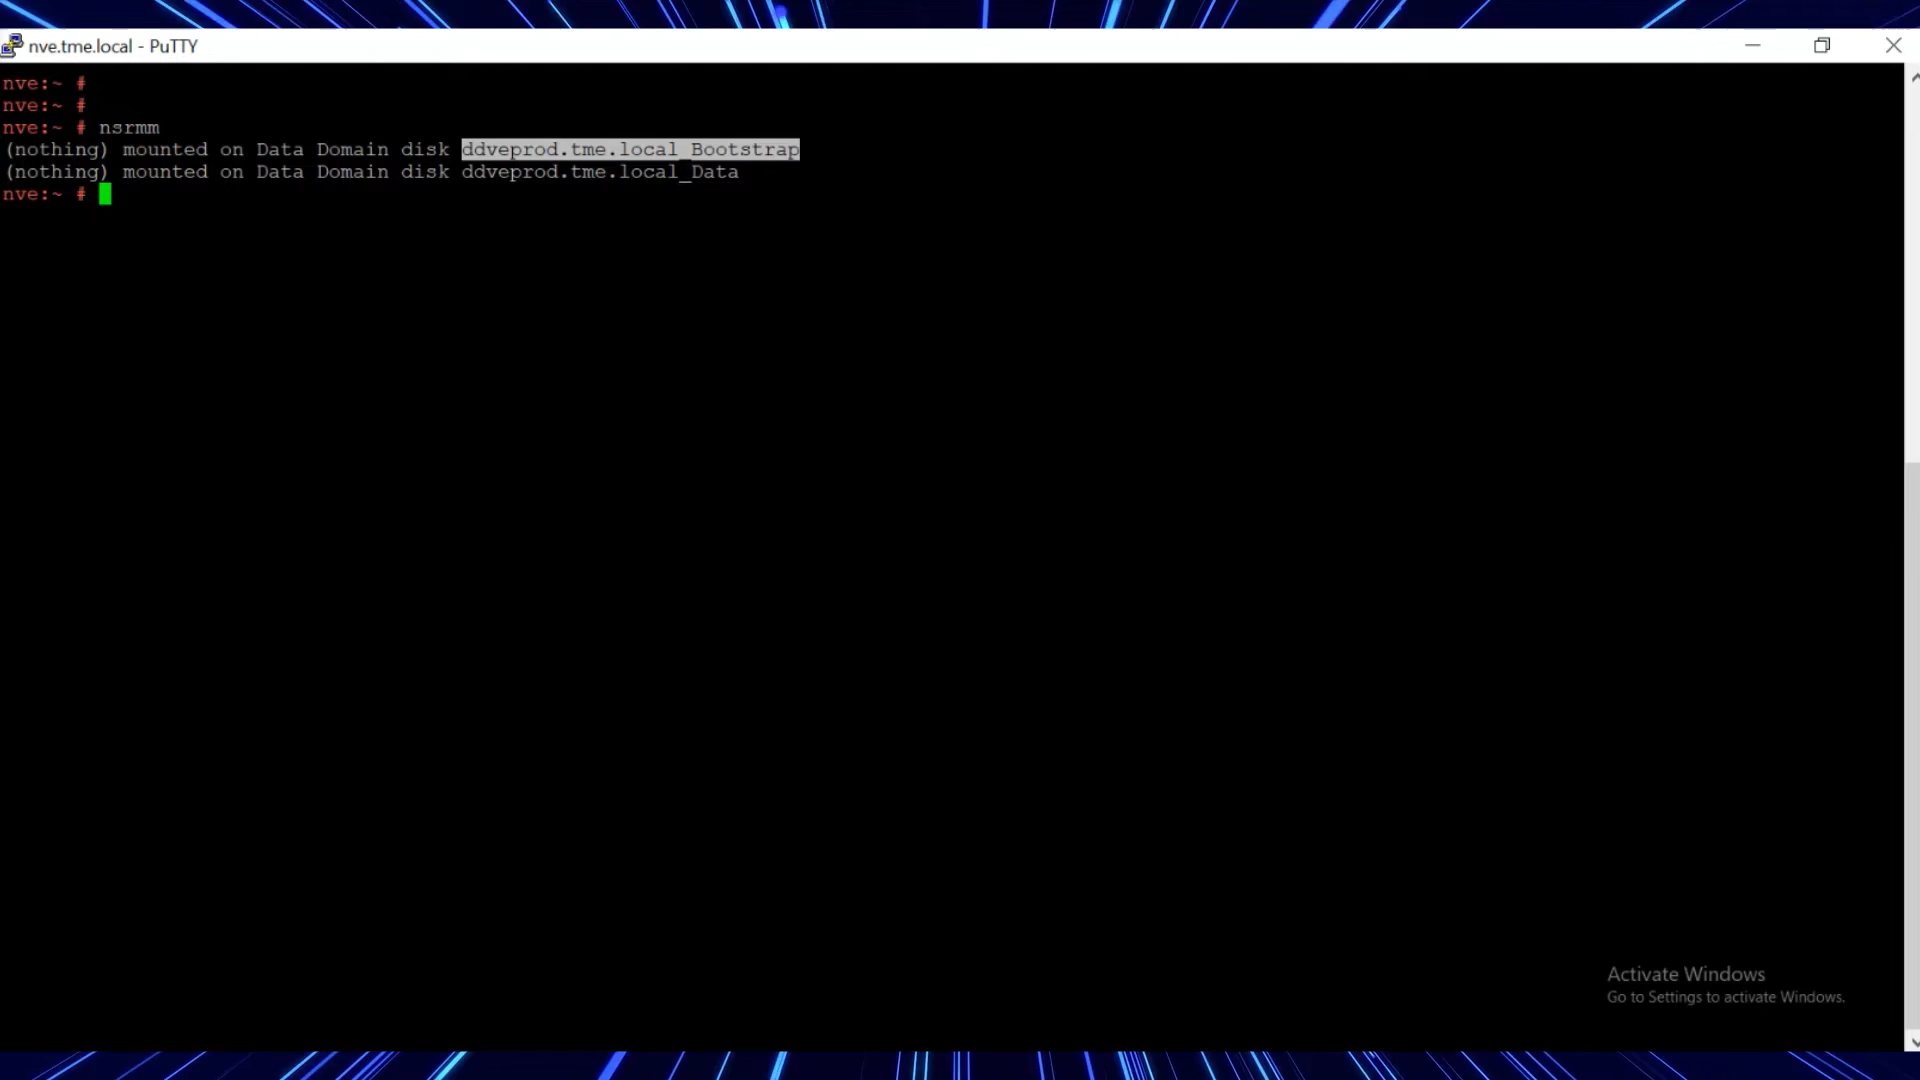 nve.tme.local - PuTTY
nve:~ #
nve:~ #
nve:~ # nsrmm
(nothing) mounted on Data Domain disk ddveprod.tme.local_Bootstrap
(nothing) mounted on Data Domain disk ddveprod.tme.local_Data
nve:~ #
Activate Windows
Go to Settings to activate Windows.